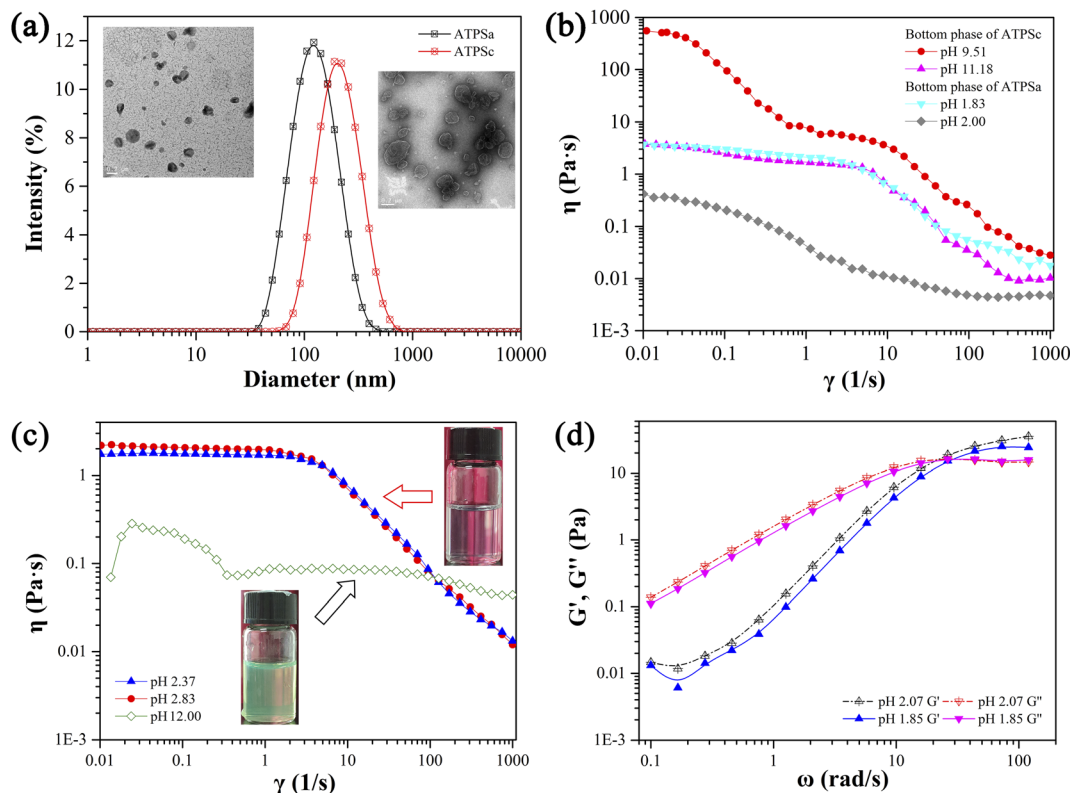 (a)
ATPSa
ATPSc
12
10
8
6
4
2
0
Intensity (%)
1
10
100
1000
10000
Diameter (nm)
(b)
1000
100
10
1
0.1
0.01
1E-3
η (Pa·s)
Bottom phase of ATPSc
pH 9.51
pH 11.18
Bottom phase of ATPSa
pH 1.83
pH 2.00
0.01
0.1
1
10
100
1000
γ (1/s)
(c)
1
0.1
0.01
1E-3
η (Pa·s)
pH 2.37
pH 2.83
pH 12.00
0.01
0.1
1
10
100
1000
γ (1/s)
(d)
100
10
1
0.1
0.01
0.001
G', G'' (Pa)
pH 2.07 G'
pH 2.07 G''
pH 1.85 G'
pH 1.85 G''
0.1
1
10
100
ω (rad/s)